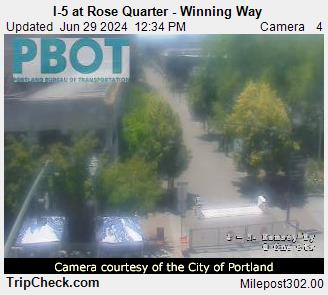 I-5 at Rose Quarter - Winning Way
Updated Jun 29 2024 12:34 PM Camera 4
PBOT
PORTLAND BUREAU OF TRANSPORTATION
Camera courtesy of the City of Portland
TripCheck.com Milepost302.00